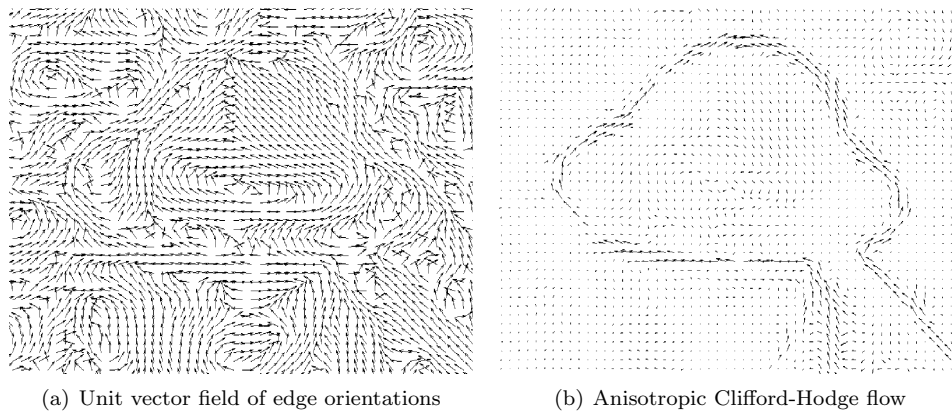 (a) Unit vector field of edge orientations
(b) Anisotropic Clifford-Hodge flow